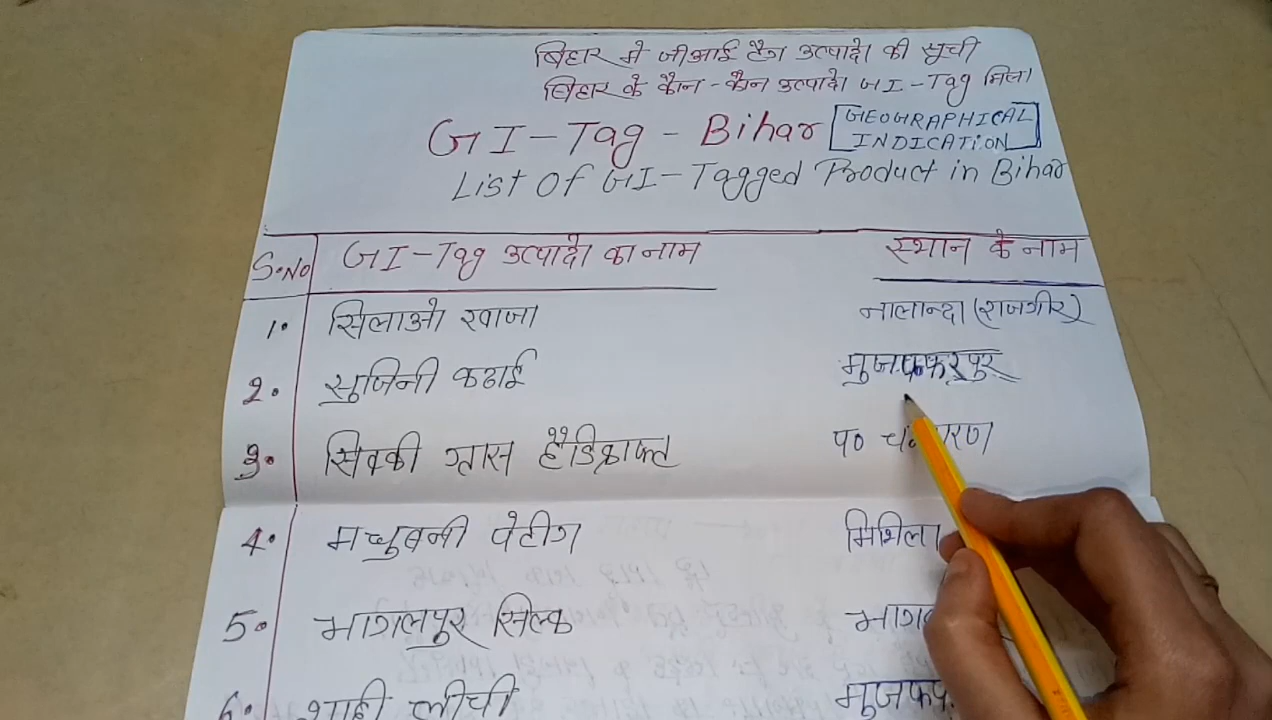 बिहार मे जीआई टैग उत्पादो की सूची
बिहार के कौन-कौन उत्पादो GI-Tag मिला
GI-Tag-Bihar GEOGRAPHICAL INDICATION
List Of GI-Tagged Product in Bihar
S.No GI-Tag उत्पादो का नाम स्थान के नाम
1. सिलाओ खाजा नालान्दा (राजगीर)
2. सुजिनी कढाई मुजफ्फरपुर
3. सिक्की ग्रास हैंडिक्राफ्ट प०
4. मधुबनी पेटीग मिथिला
5. भागलपुर सिल्क
6. शाही लीची